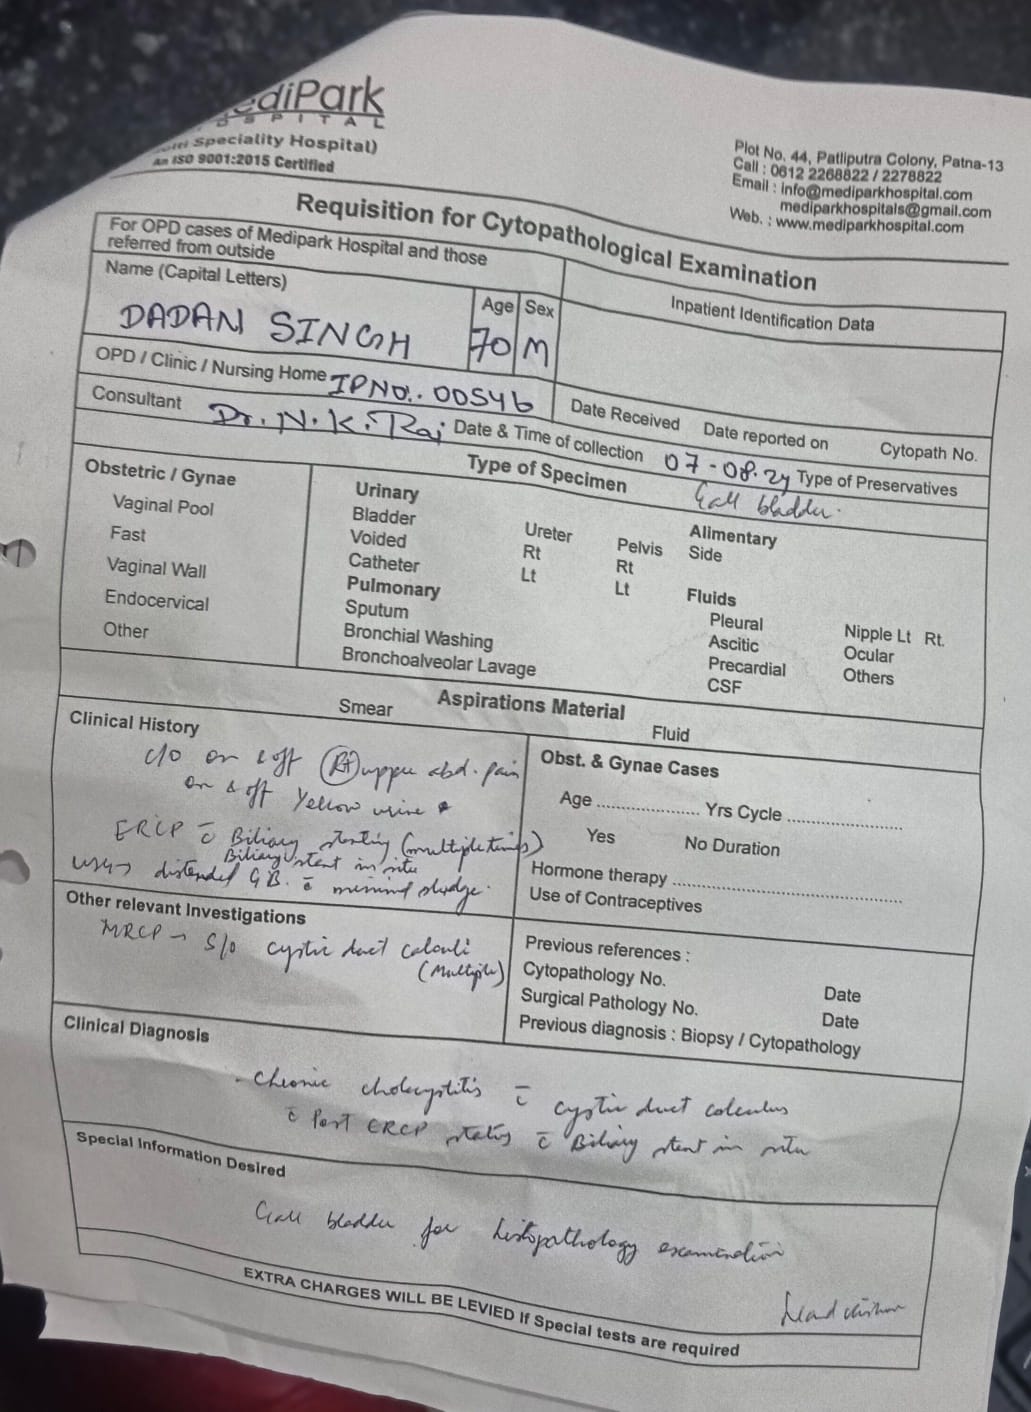 ediPark
HOSPITAL
Speciality Hospital)
An ISO 9001:2015 Certified
Plot No. 44, Patliputra Colony, Patna-13
Call : 0612 2268822 / 2278822
Email : info@mediparkhospital.com
mediparkhospitals@gmail.com
Web. : www.mediparkhospital.com
Requisition for Cytopathological Examination
For OPD cases of Medipark Hospital and those
referred from outside
Inpatient Identification Data
Name (Capital Letters)
Age Sex
DADAN SINGH 70 M
OPD / Clinic / Nursing Home IPNO. 00546
Date Received Date reported on Cytopath No.
Consultant Dr. N. K. Rai Date & Time of collection 07-08-24 Type of Preservatives
Type of Specimen
Gall bladder.
Obstetric / Gynae
Vaginal Pool
Fast
Vaginal Wall
Endocervical
Other
Urinary
Bladder Ureter Pelvis
Voided Rt Rt
Catheter Lt Lt
Pulmonary
Sputum
Bronchial Washing
Bronchoalveolar Lavage
Alimentary
Side
Fluids
Pleural Nipple Lt Rt.
Ascitic Ocular
Precardial Others
CSF
Aspirations Material
Smear Fluid
Clinical History
c/o on & off (Rt) upper abd. pain
on & off Yellow urine
ERCP c̄ Biliary stenting (multiple times)
Biliary stent in situ
USG→ distended G.B. c̄ minimal sludge.
Obst. & Gynae Cases
Age .................... Yrs Cycle ......................
Yes No Duration
Hormone therapy ............................................
Use of Contraceptives
Other relevant Investigations
MRCP → S/o cystic duct calculi
(Multiple)
Previous references :
Cytopathology No. Date
Surgical Pathology No. Date
Previous diagnosis : Biopsy / Cytopathology
Clinical Diagnosis
Chronic cholecystitis c̄ cystic duct calculus
c̄ Post ERCP status c̄ Biliary stent in situ
Special Information Desired
Gall bladder for histopathology examination
EXTRA CHARGES WILL BE LEVIED If Special tests are required